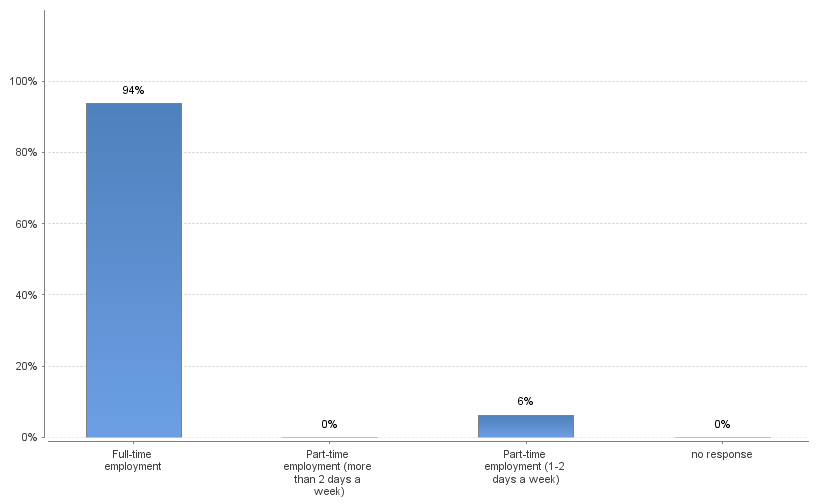 100%
80%
60%
40%
20%
0%
94%
0%
6%
0%
Full-time
employment
Part-time
employment (more
than 2 days a
week)
Part-time
employment (1-2
days a week)
no response